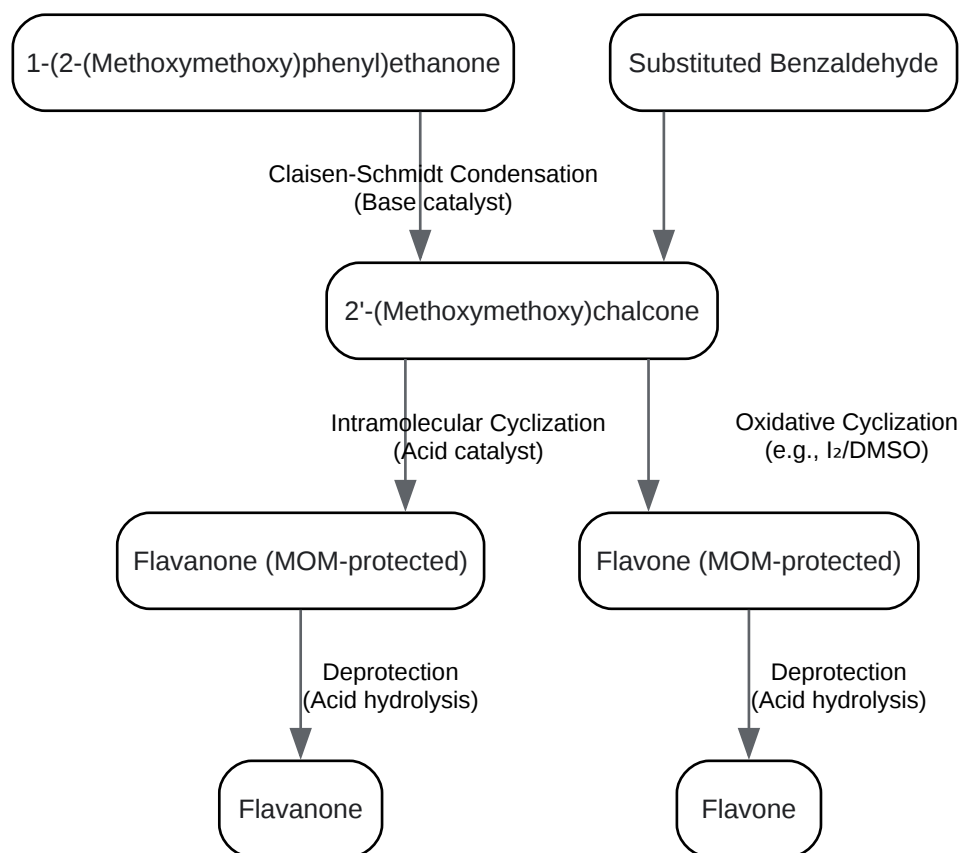 1-(2-(Methoxymethoxy)phenyl)ethanone
Substituted Benzaldehyde
Claisen-Schmidt Condensation
(Base catalyst)
2'-(Methoxymethoxy)chalcone
Intramolecular Cyclization
(Acid catalyst)
Oxidative Cyclization
(e.g., I₂/DMSO)
Flavanone (MOM-protected)
Flavone (MOM-protected)
Deprotection
(Acid hydrolysis)
Deprotection
(Acid hydrolysis)
Flavanone
Flavone